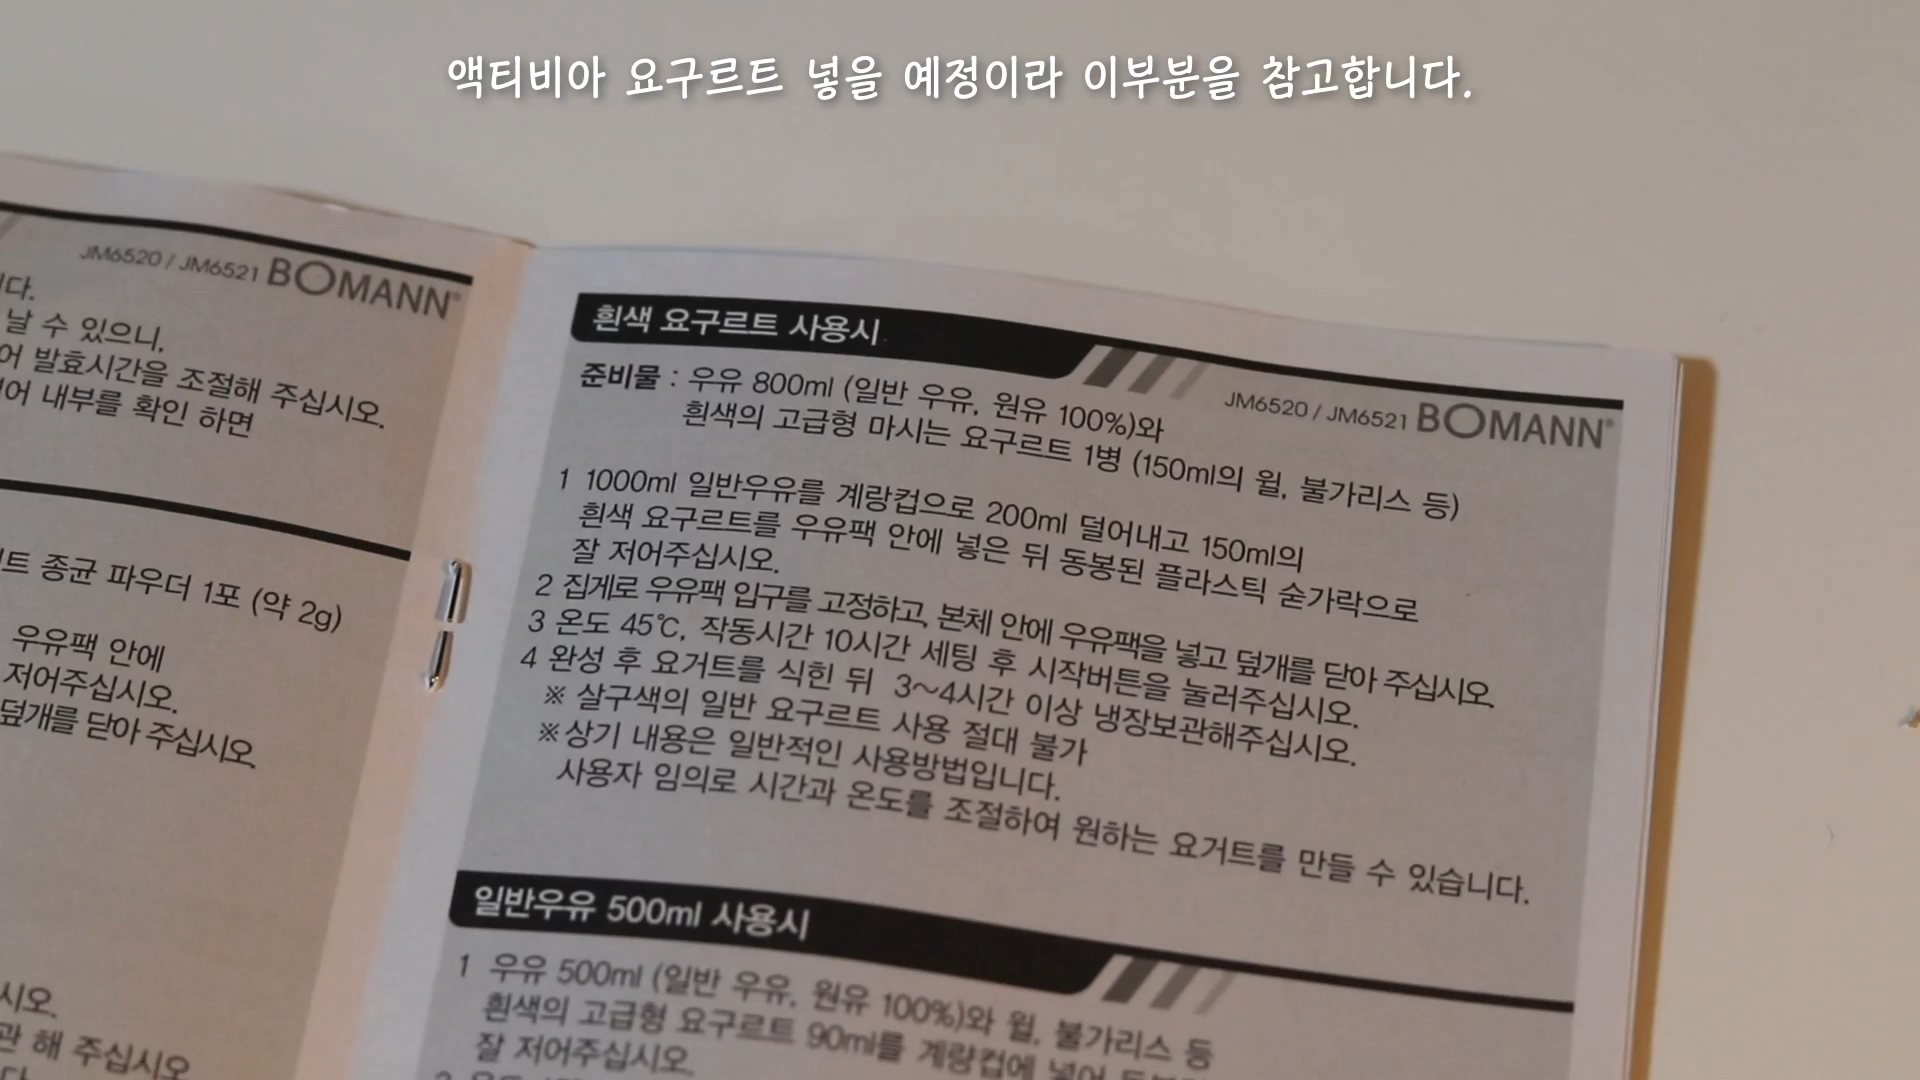 액티비아 요구르트 넣을 예정이라 이부분을 참고합니다.
JM6520 / JM6521 BOMANN®
니다.
날 수 있으니,
어 발효시간을 조절해 주십시오.
어 내부를 확인 하면
트 종균 파우더 1포 (약 2g)
우유팩 안에
저어주십시오.
덮개를 닫아 주십시오.
시오.
관 해 주십시오
흰색 요구르트 사용시
JM6520 / JM6521 BOMANN®
준비물 : 우유 800ml (일반 우유, 원유 100%)와
흰색의 고급형 마시는 요구르트 1병 (150ml의 윌, 불가리스 등)
1 1000ml 일반우유를 계랑컵으로 200ml 덜어내고 150ml의
흰색 요구르트를 우유팩 안에 넣은 뒤 동봉된 플라스틱 숟가락으로
잘 저어주십시오.
2 집게로 우유팩 입구를 고정하고, 본체 안에 우유팩을 넣고 덮개를 닫아 주십시오.
3 온도 45℃, 작동시간 10시간 세팅 후 시작버튼을 눌러주십시오.
4 완성 후 요거트를 식힌 뒤 3~4시간 이상 냉장보관해주십시오.
※ 살구색의 일반 요구르트 사용 절대 불가
※ 상기 내용은 일반적인 사용방법입니다.
사용자 임의로 시간과 온도를 조절하여 원하는 요거트를 만들 수 있습니다.
일반우유 500ml 사용시
1 우유 500ml (일반 우유, 원유 100%)와 윌, 불가리스 등
흰색의 고급형 요구르트 90ml를 계량컵에 넣어
잘 저어주십시오.